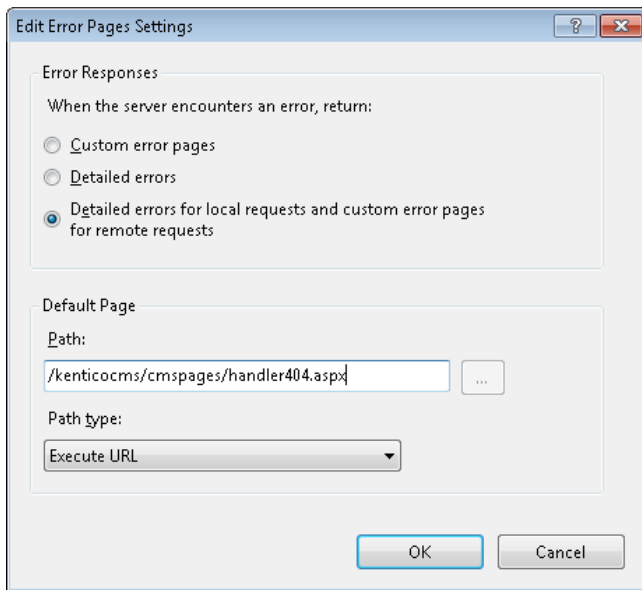 Edit Error Pages Settings
?
Error Responses
When the server encounters an error, return:
Custom error pages
Detailed errors
Detailed errors for local requests and custom error pages
for remote requests
Default Page
Path:
/kenticocms/cmspages/handler404.aspx
...
Path type:
Execute URL
OK
Cancel